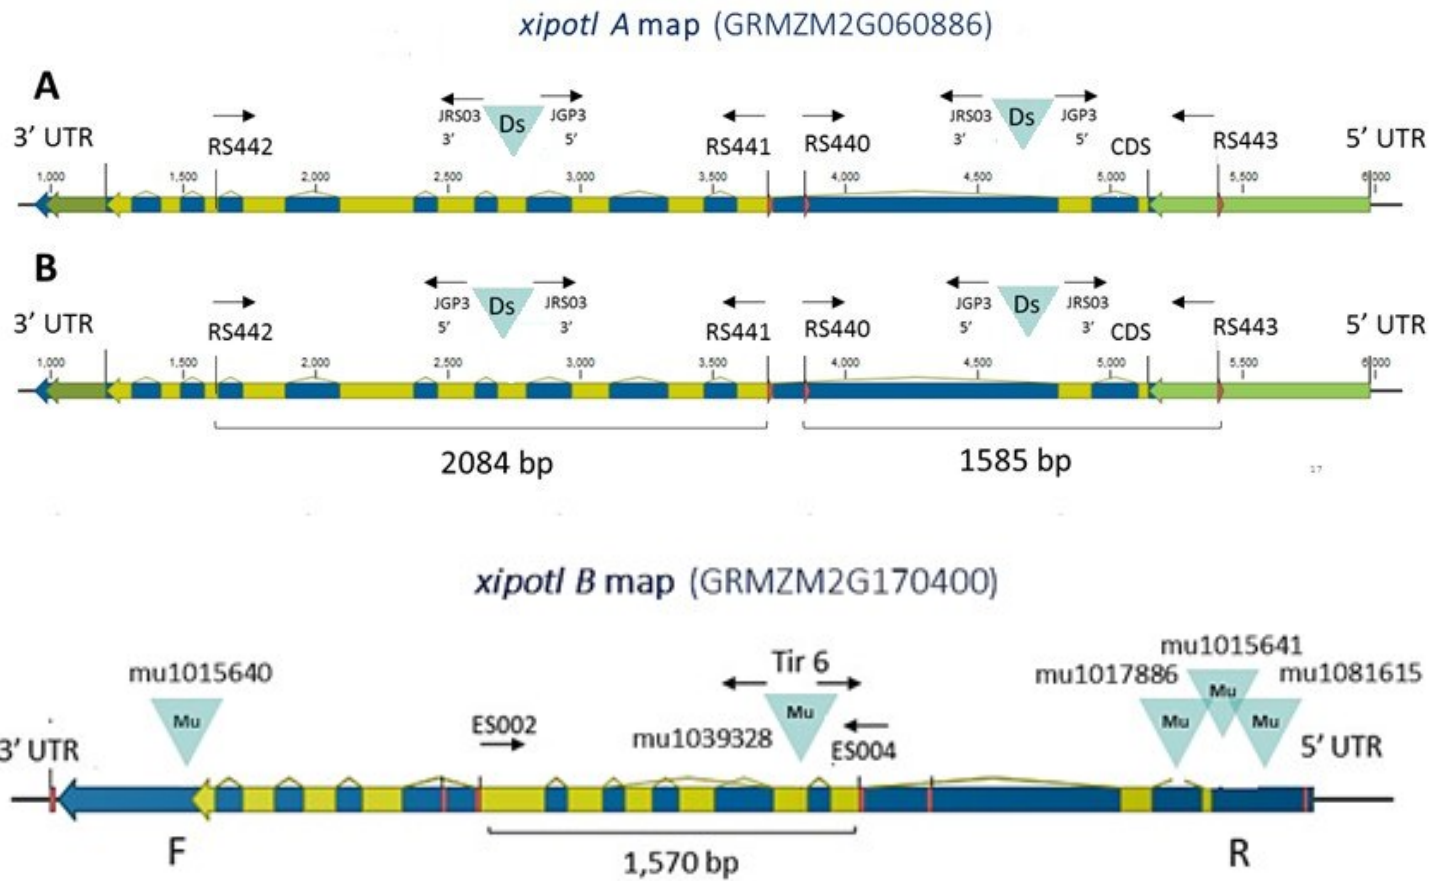 xipotl A map (GRMZM2G060886)
A
3' UTR
RS442
JRS03
3'
Ds
JGP3
5'
RS441
RS440
JRS03
3'
Ds
JGP3
5'
CDS
RS443
5' UTR
1,000 1,500 2,000 2,500 3,000 3,500 4,000 4,500 5,000 5,500 6,000
B
3' UTR
RS442
JGP3
5'
Ds
JRS03
3'
RS441
RS440
JGP3
5'
Ds
JRS03
3'
CDS
RS443
5' UTR
1,000 1,500 2,000 2,500 3,000 3,500 4,000 4,500 5,000 5,500 6,000
2084 bp
1585 bp
17
xipotl B map (GRMZM2G170400)
mu1015640
Mu
3' UTR
ES002
mu1039328
Tir 6
Mu
ES004
mu1017886
Mu
mu1015641
Mu
mu1081615
Mu
5' UTR
F
1,570 bp
R